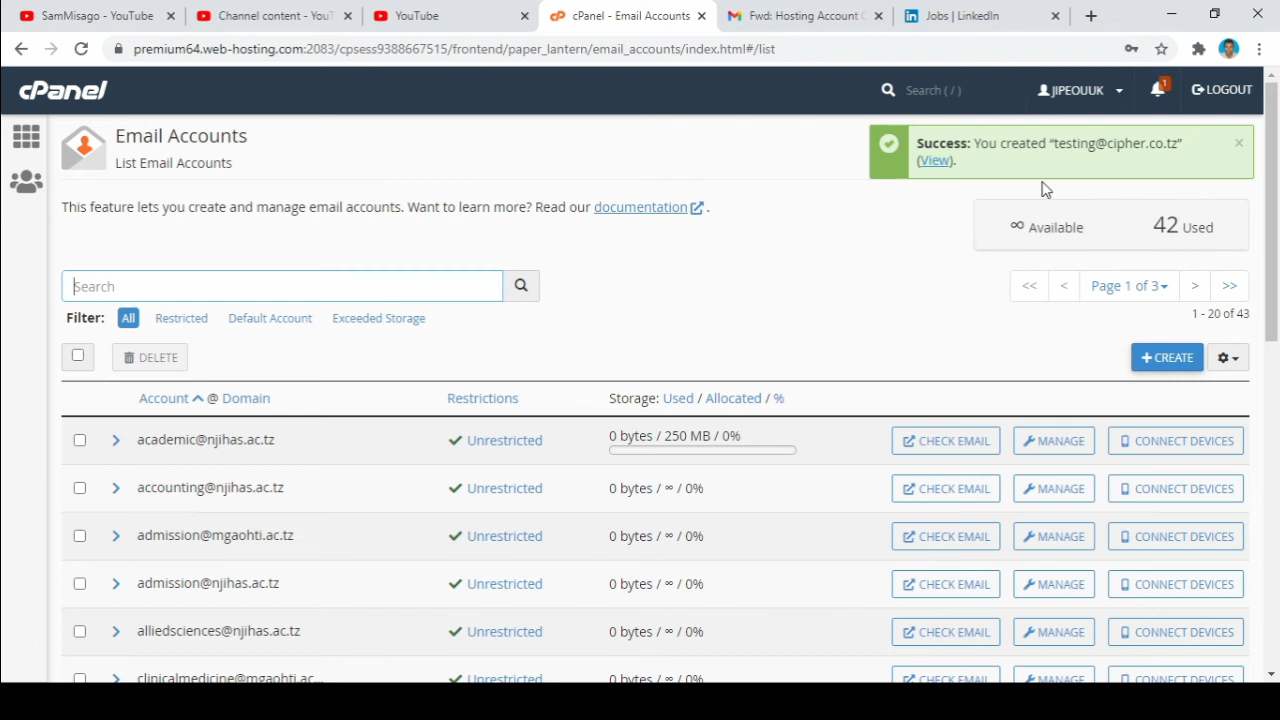 SamMisago - YouTube
Channel content - YouT
YouTube
cPanel - Email Accounts
Fwd: Hosting Account C
Jobs | LinkedIn
premium64.web-hosting.com:2083/cpsess9388667515/frontend/paper_lantern/email_accounts/index.html#/list
cPanel
Search ( / )
JIPEOUUK
1
LOGOUT
Email Accounts
List Email Accounts
Success: You created “testing@cipher.co.tz”
(View).
This feature lets you create and manage email accounts. Want to learn more? Read our documentation .
∞ Available
42 Used
Search
<< < Page 1 of 3 > >>
Filter: All Restricted Default Account Exceeded Storage
1 - 20 of 43
DELETE
+ CREATE
Account @ Domain Restrictions Storage: Used / Allocated / %
academic@njihas.ac.tz Unrestricted 0 bytes / 250 MB / 0% CHECK EMAIL MANAGE CONNECT DEVICES
accounting@njihas.ac.tz Unrestricted 0 bytes / ∞ / 0% CHECK EMAIL MANAGE CONNECT DEVICES
admission@mgaohti.ac.tz Unrestricted 0 bytes / ∞ / 0% CHECK EMAIL MANAGE CONNECT DEVICES
admission@njihas.ac.tz Unrestricted 0 bytes / ∞ / 0% CHECK EMAIL MANAGE CONNECT DEVICES
alliedsciences@njihas.ac.tz Unrestricted 0 bytes / ∞ / 0% CHECK EMAIL MANAGE CONNECT DEVICES
clinicalmedicine@mgaohti.ac... Unrestricted 0 bytes / ∞ / 0% CHECK EMAIL MANAGE CONNECT DEVICES